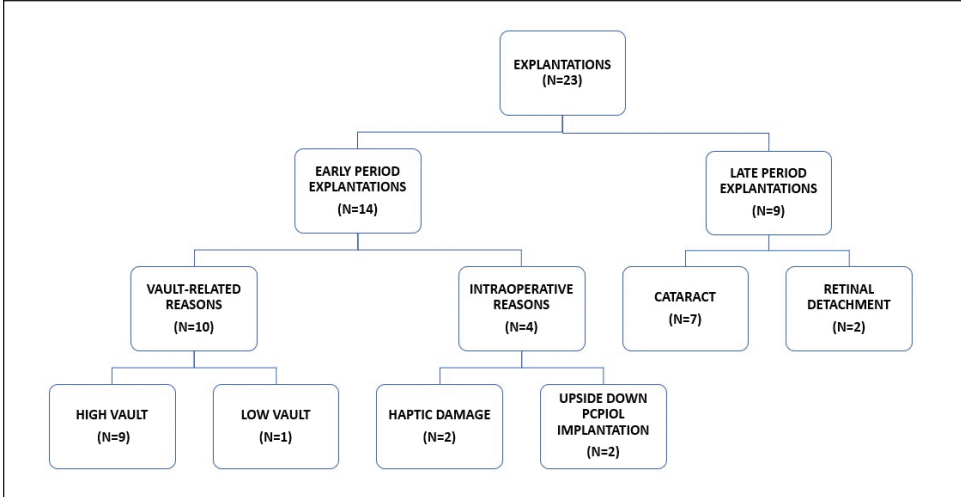 EXPLANTATIONS
(N=23)
EARLY PERIOD
EXPLANTATIONS
(N=14)
LATE PERIOD
EXPLANTATIONS
(N=9)
VAULT-RELATED
REASONS
(N=10)
INTRAOPERATIVE
REASONS
(N=4)
CATARACT
(N=7)
RETINAL
DETACHMENT
(N=2)
HIGH VAULT
(N=9)
LOW VAULT
(N=1)
HAPTIC DAMAGE
(N=2)
UPSIDE DOWN
PCPIOL
IMPLANTATION
(N=2)